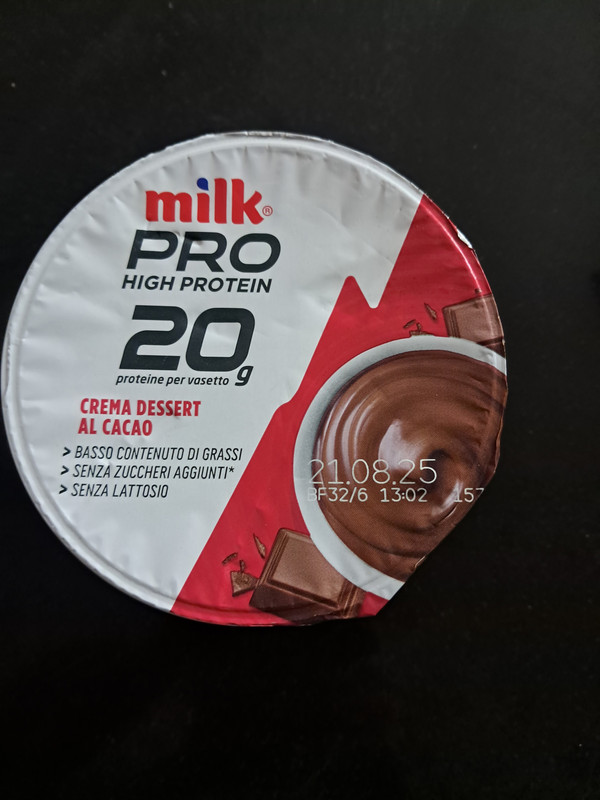 milk®
PRO
HIGH PROTEIN
20g
proteine per vasetto
CREMA DESSERT
AL CACAO
> BASSO CONTENUTO DI GRASSI
> SENZA ZUCCHERI AGGIUNTI*
> SENZA LATTOSIO
21.08.25
BF32/6 13:02 157